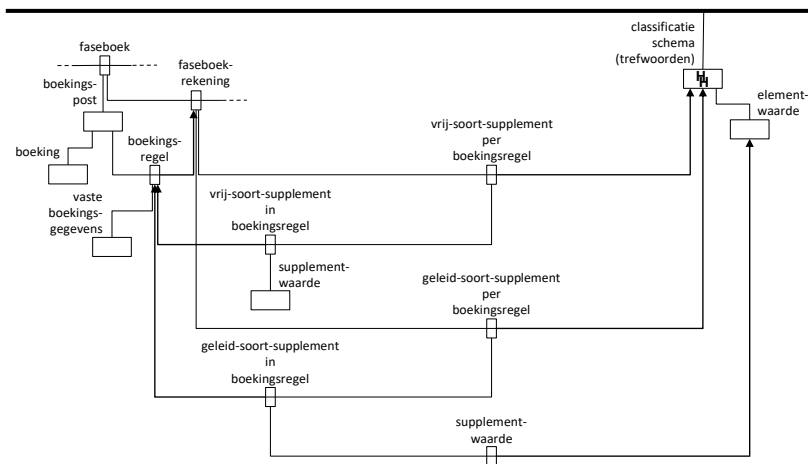 classificatie
schema
(trefwoorden)
faseboek
faseboek-
rekening
boekings-
post
element-
waarde
boeking
boekings-
regel
vrij-soort-supplement
per
boekingsregel
vaste
boekings-
gegevens
vrij-soort-supplement
in
boekingsregel
supplement-
waarde
geleid-soort-supplement
per
boekingsregel
geleid-soort-supplement
in
boekingsregel
supplement-
waarde